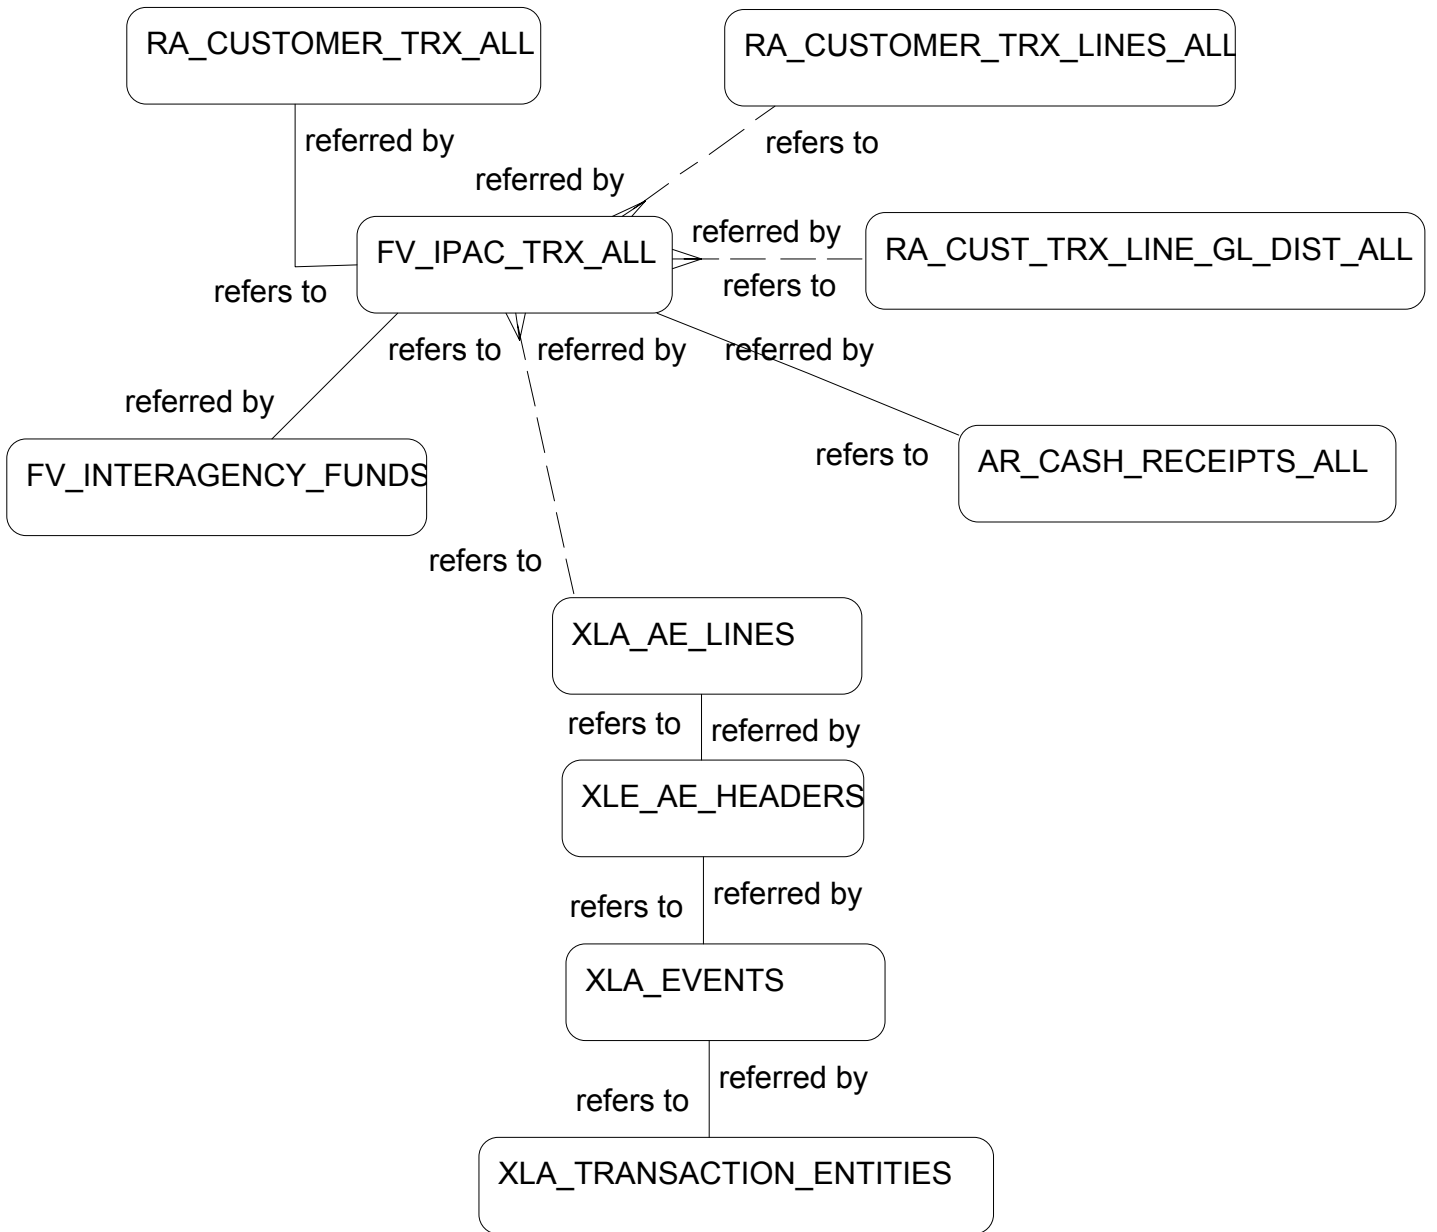 RA_CUSTOMER_TRX_ALL
RA_CUSTOMER_TRX_LINES_ALL
referred by
refers to
referred by
FV_IPAC_TRX_ALL
referred by
RA_CUST_TRX_LINE_GL_DIST_ALL
refers to
refers to
refers to
referred by
referred by
referred by
FV_INTERAGENCY_FUNDS
refers to
AR_CASH_RECEIPTS_ALL
refers to
XLA_AE_LINES
refers to
referred by
XLE_AE_HEADERS
refers to
referred by
XLA_EVENTS
refers to
referred by
XLA_TRANSACTION_ENTITIES